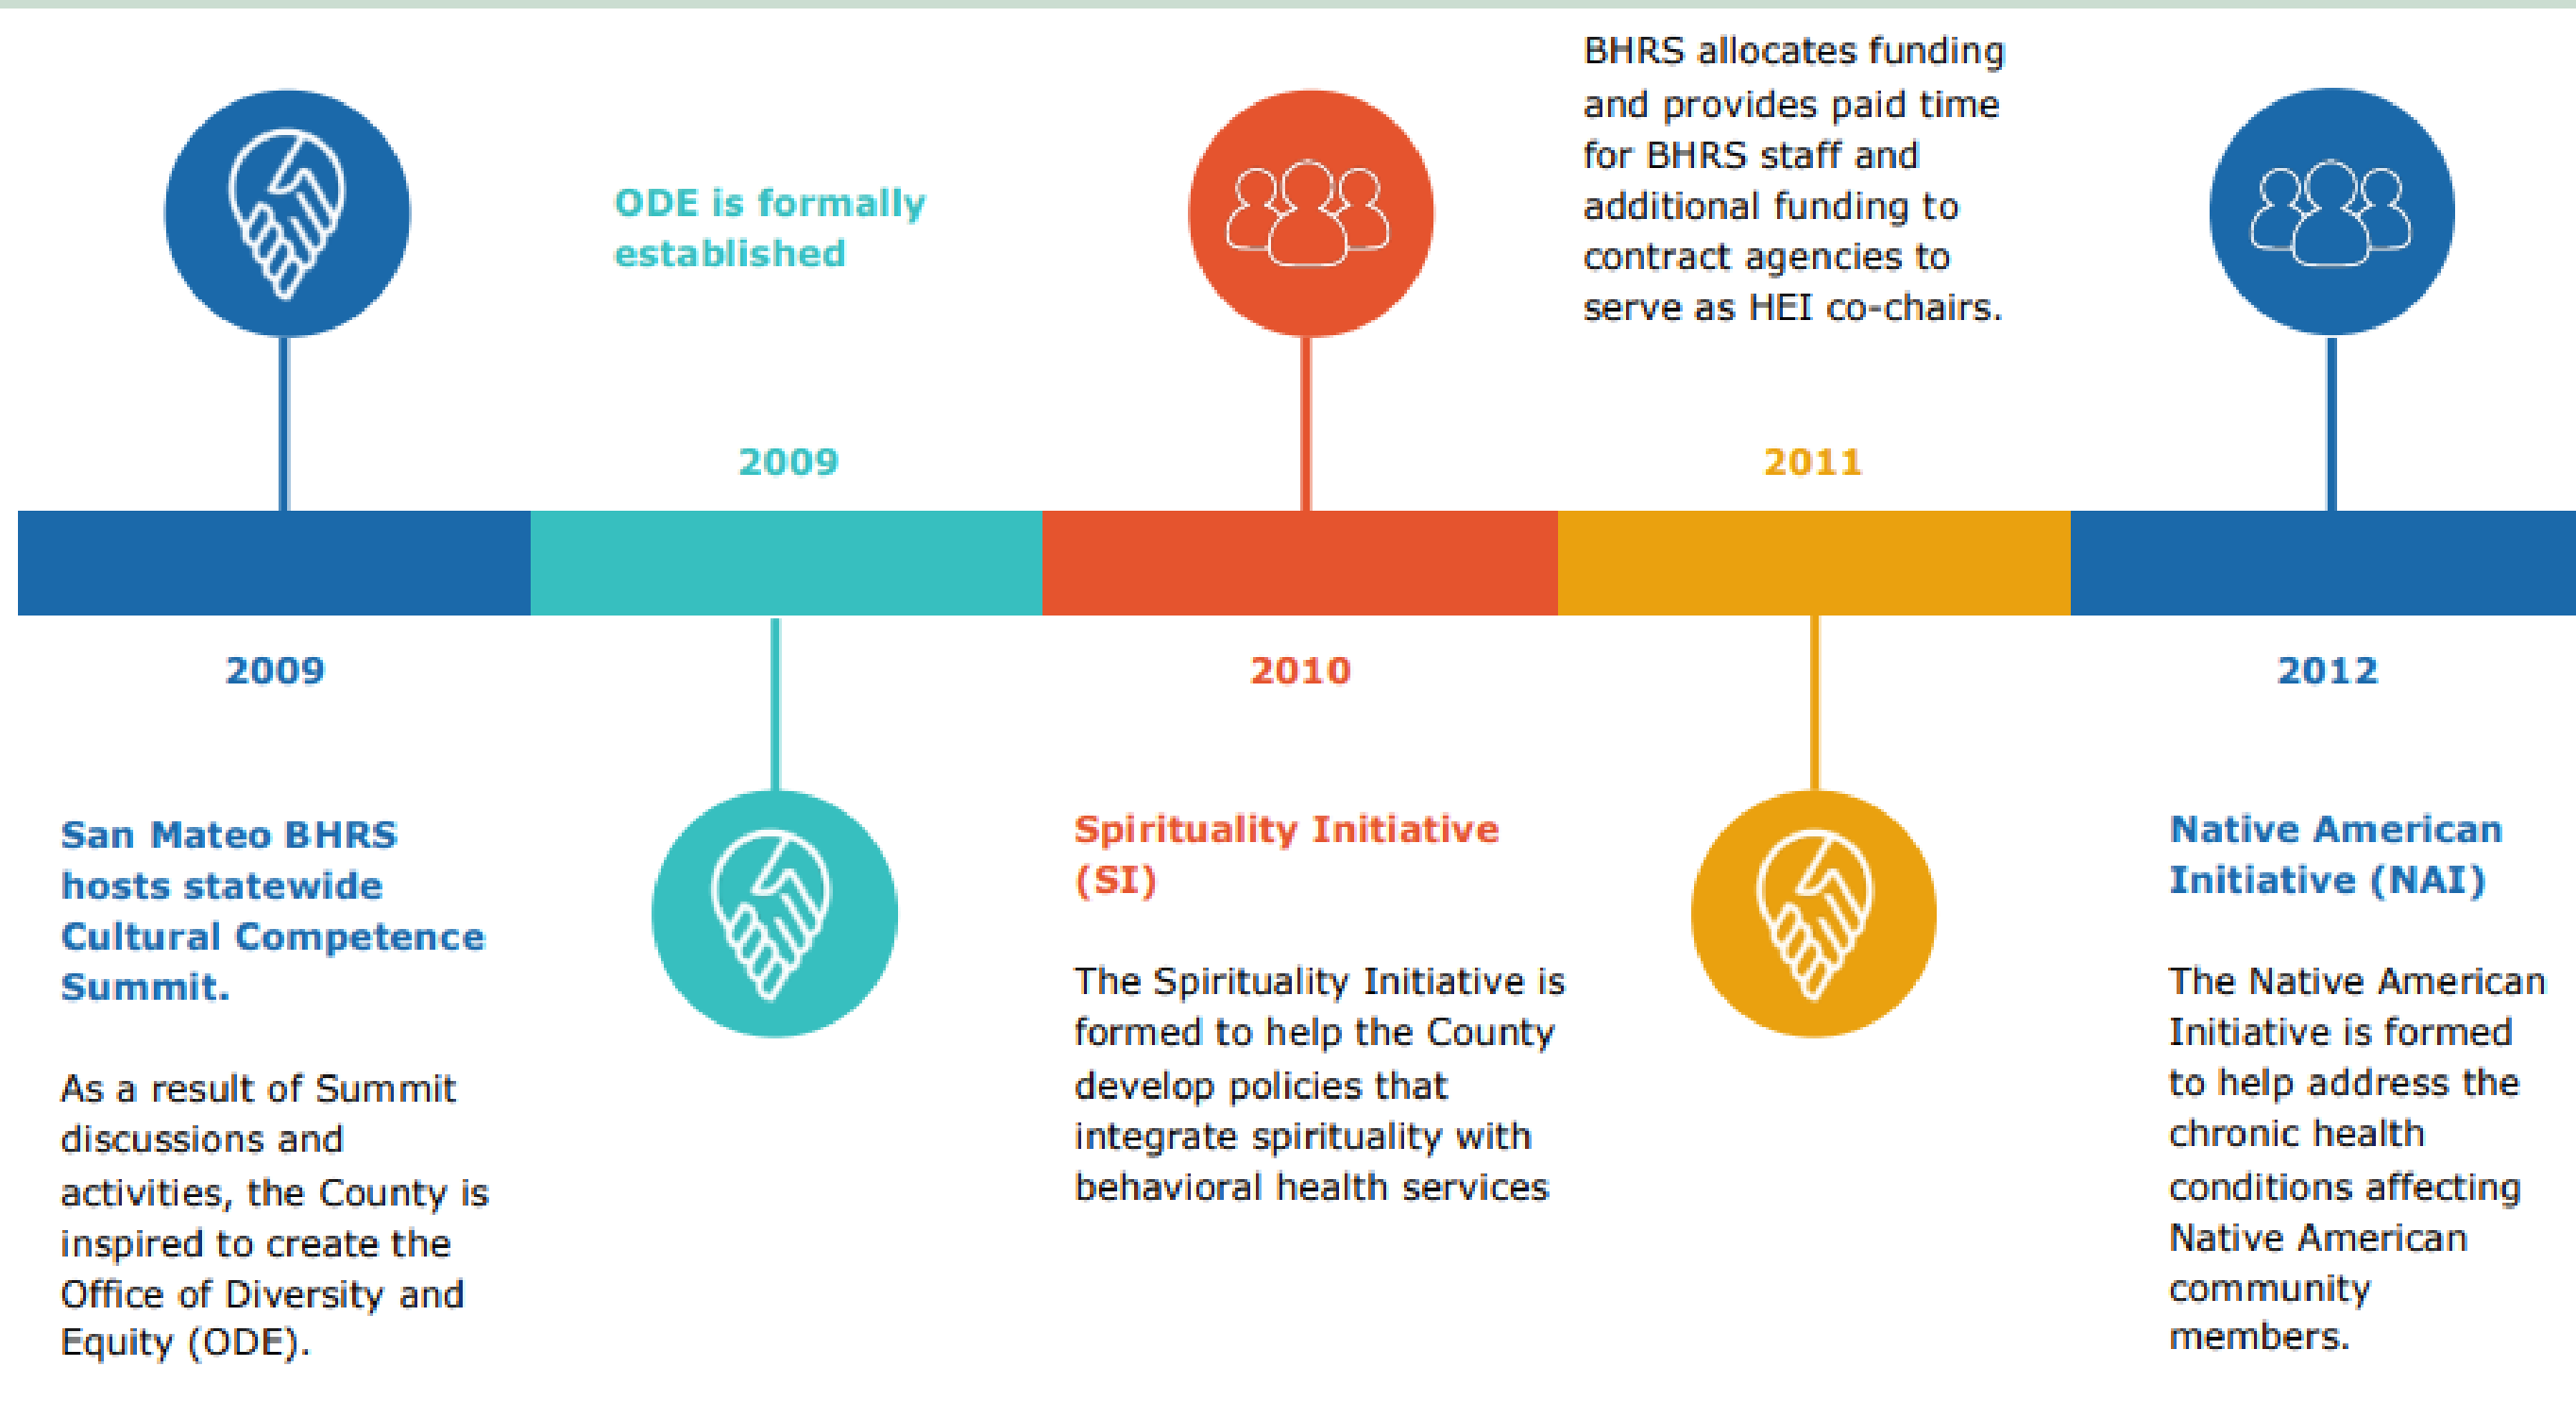 2009
San Mateo BHRS
hosts statewide
Cultural Competence
Summit.
As a result of Summit
discussions and
activities, the County is
inspired to create the
Office of Diversity and
Equity (ODE).
ODE is formally
established
2009
2010
Spirituality Initiative
(SI)
The Spirituality Initiative is
formed to help the County
develop policies that
integrate spirituality with
behavioral health services
BHRS allocates funding
and provides paid time
for BHRS staff and
additional funding to
contract agencies to
serve as HEI co-chairs.
2011
2012
Native American
Initiative (NAI)
The Native American
Initiative is formed
to help address the
chronic health
conditions affecting
Native American
community
members.